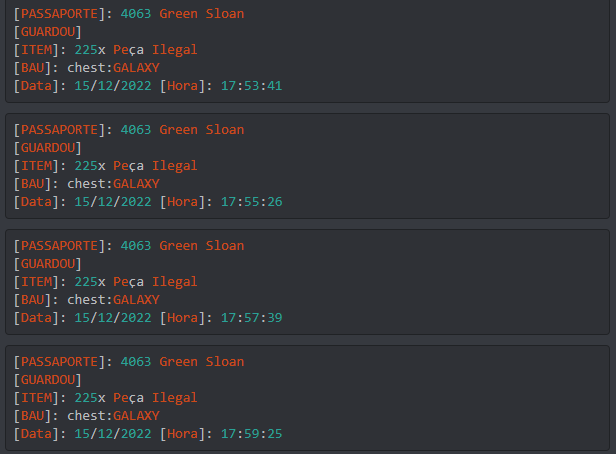 [PASSAPORTE]: 4063 Green Sloan
[GUARDOU]
[ITEM]: 225x Peça Ilegal
[BAU]: chest:GALAXY
[Data]: 15/12/2022 [Hora]: 17:53:41
[PASSAPORTE]: 4063 Green Sloan
[GUARDOU]
[ITEM]: 225x Peça Ilegal
[BAU]: chest:GALAXY
[Data]: 15/12/2022 [Hora]: 17:55:26
[PASSAPORTE]: 4063 Green Sloan
[GUARDOU]
[ITEM]: 225x Peça Ilegal
[BAU]: chest:GALAXY
[Data]: 15/12/2022 [Hora]: 17:57:39
[PASSAPORTE]: 4063 Green Sloan
[GUARDOU]
[ITEM]: 225x Peça Ilegal
[BAU]: chest:GALAXY
[Data]: 15/12/2022 [Hora]: 17:59:25